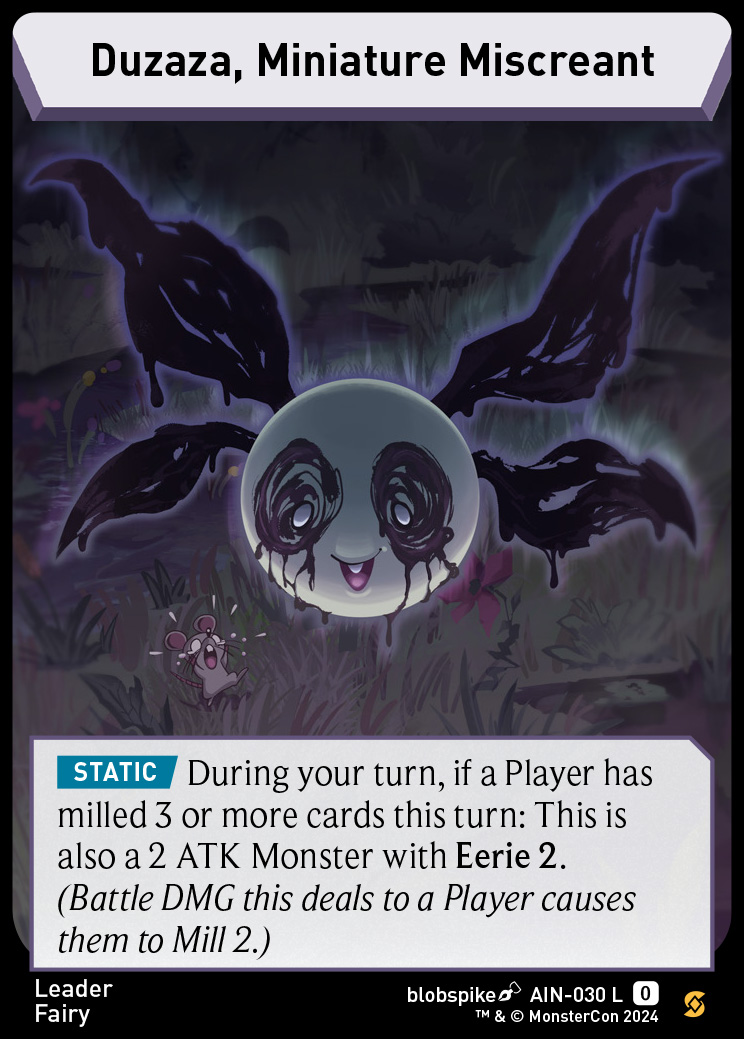 Duzaza, Miniature Miscreant
STATIC During your turn, if a Player has
milled 3 or more cards this turn: This is
also a 2 ATK Monster with Eerie 2.
(Battle DMG this deals to a Player causes
them to Mill 2.)
Leader
Fairy
blobspike AIN-030 L 0
™ & © MonsterCon 2024